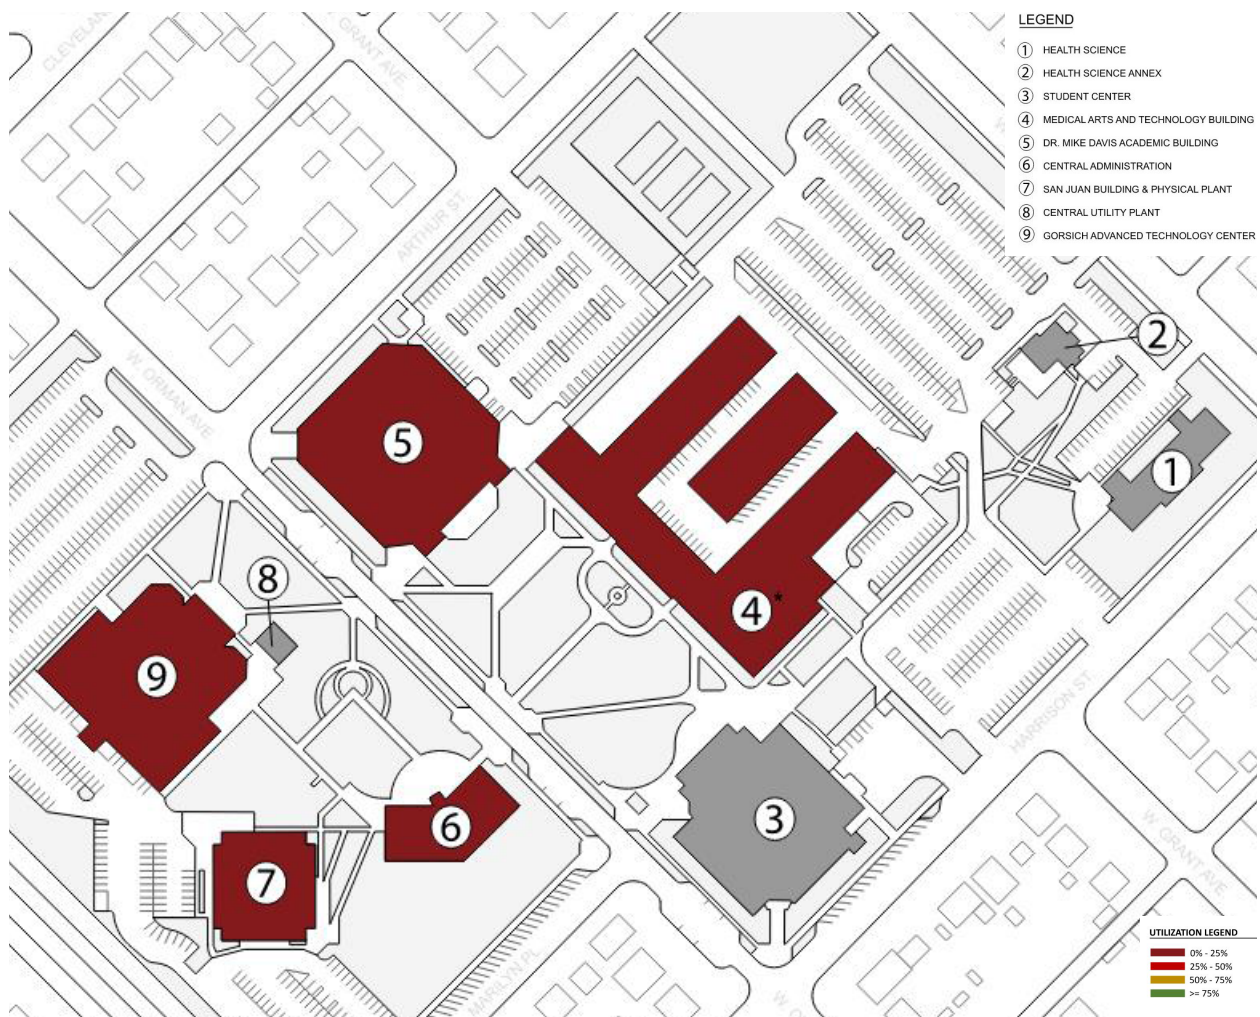 LEGEND
1 HEALTH SCIENCE
2 HEALTH SCIENCE ANNEX
3 STUDENT CENTER
4 MEDICAL ARTS AND TECHNOLOGY BUILDING
5 DR. MIKE DAVIS ACADEMIC BUILDING
6 CENTRAL ADMINISTRATION
7 SAN JUAN BUILDING & PHYSICAL PLANT
8 CENTRAL UTILITY PLANT
9 GORSICH ADVANCED TECHNOLOGY CENTER
W. GRANT AVE
ARTHUR ST.
W. ORMAN AVE
2
5
1
8
4 *
9
HARRISON ST.
3
6
7
W. GRANT AVE
MARILYN PL.
UTILIZATION LEGEND
0% - 25%
25% - 50%
50% - 75%
>= 75%